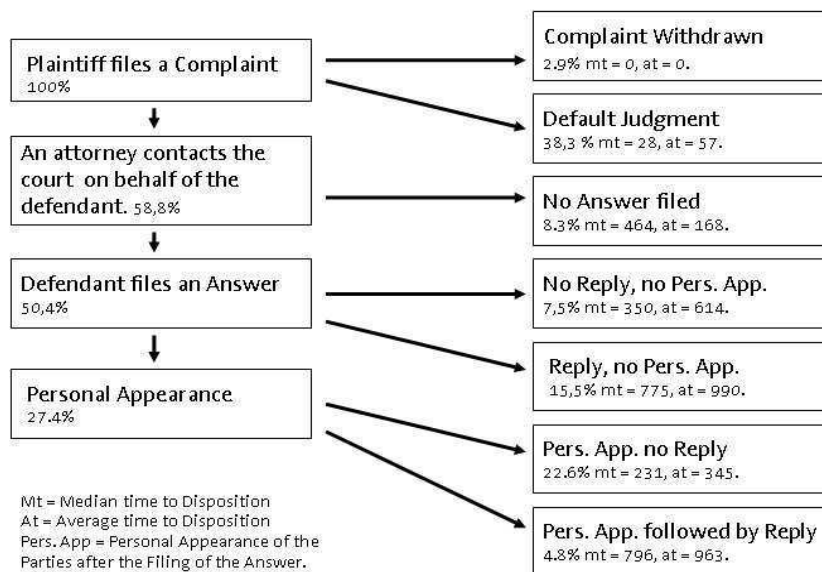 Plaintiff files a Complaint
100%
An attorney contacts the
court on behalf of the
defendant. 58,8%
Defendant files an Answer
50,4%
Personal Appearance
27.4%
Mt = Median time to Disposition
At = Average time to Disposition
Pers. App = Personal Appearance of the
Parties after the Filing of the Answer.
Complaint Withdrawn
2.9% mt = 0, at = 0.
Default Judgment
38,3 % mt = 28, at = 57.
No Answer filed
8.3% mt = 464, at = 168.
No Reply, no Pers. App.
7,5% mt = 350, at = 614.
Reply, no Pers. App.
15,5% mt = 775, at = 990.
Pers. App. no Reply
22.6% mt = 231, at = 345.
Pers. App. followed by Reply
4.8% mt = 796, at = 963.